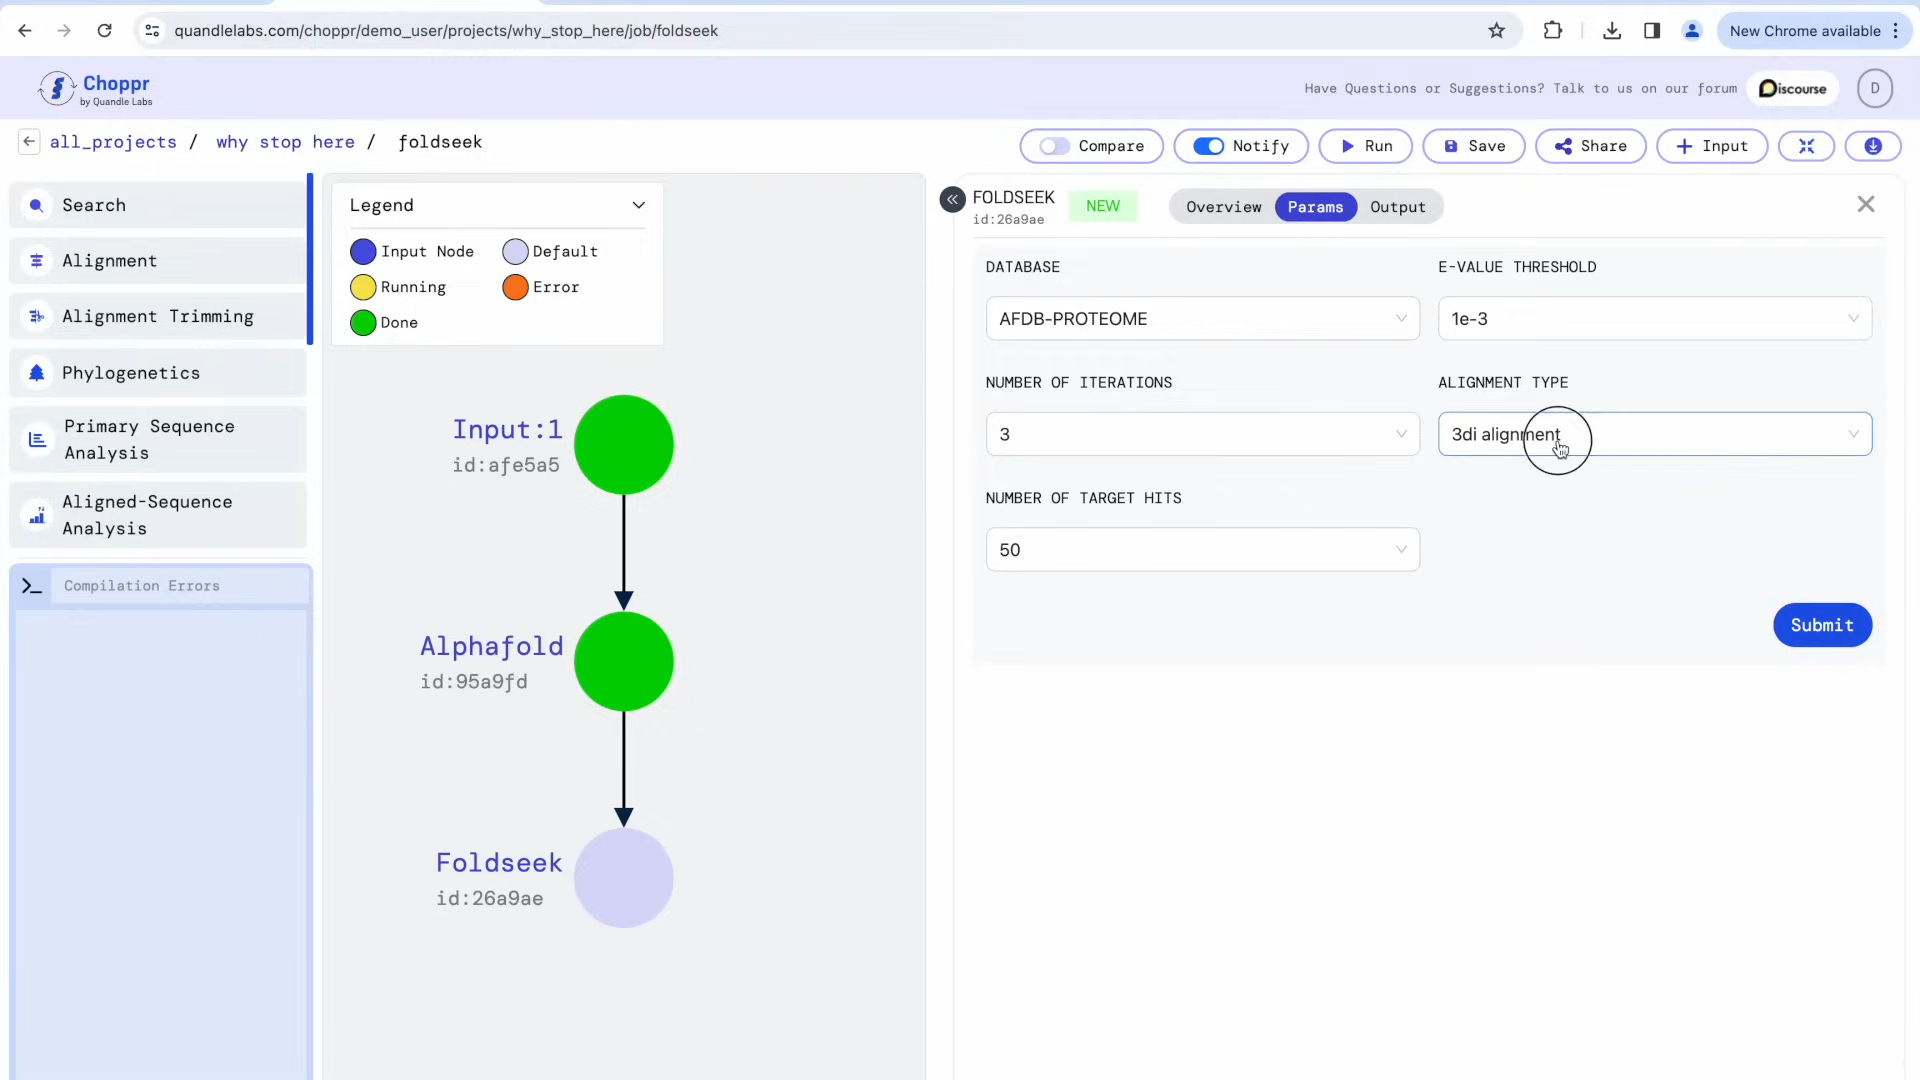 quandlelabs.com/choppr/demo_user/projects/why_stop_here/job/foldseek
New Chrome available
Choppr
by Quandle Labs
Have Questions or Suggestions? Talk to us on our forum
Discourse
D
all_projects / why stop here / foldseek
Compare
Notify
Run
Save
Share
+ Input
Search
Alignment
Alignment Trimming
Phylogenetics
Primary Sequence
Analysis
Aligned-Sequence
Analysis
>_ Compilation Errors
Legend
Input Node
Default
Running
Error
Done
Input:1
id:afe5a5
Alphafold
id:95a9fd
Foldseek
id:26a9ae
FOLDSEEK
id:26a9ae
NEW
Overview
Params
Output
DATABASE
AFDB-PROTEOME
E-VALUE THRESHOLD
1e-3
NUMBER OF ITERATIONS
3
ALIGNMENT TYPE
3di alignment
NUMBER OF TARGET HITS
50
Submit